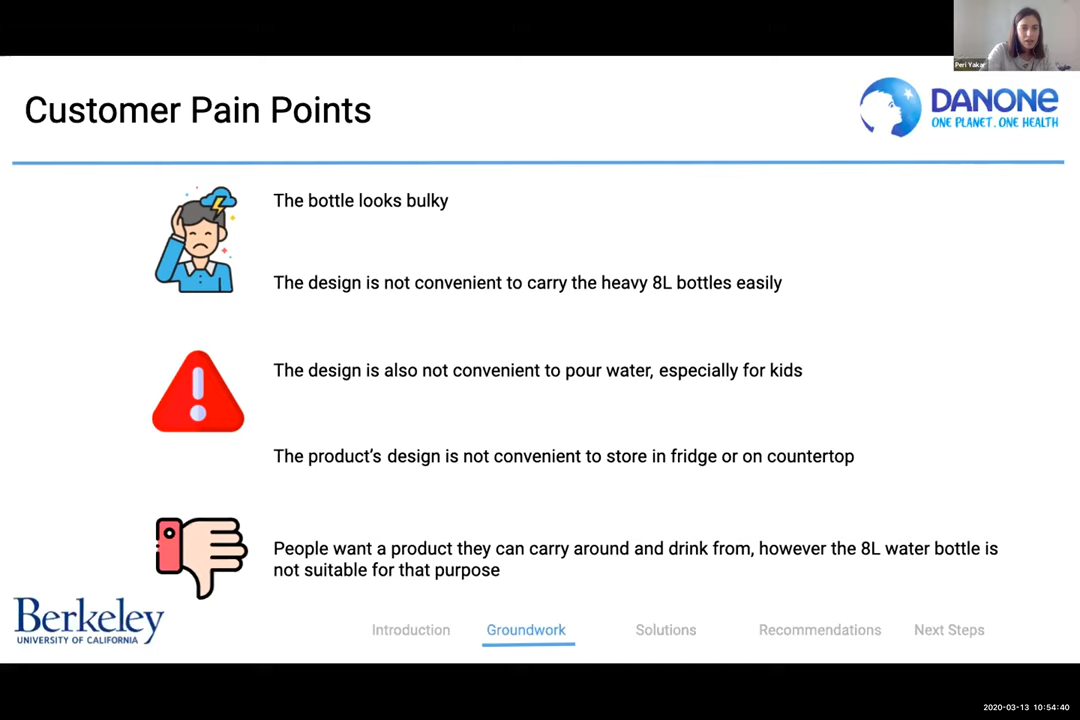 Peri Yakar
Customer Pain Points
DANONE
ONE PLANET. ONE HEALTH
The bottle looks bulky
The design is not convenient to carry the heavy 8L bottles easily
The design is also not convenient to pour water, especially for kids
The product's design is not convenient to store in fridge or on countertop
People want a product they can carry around and drink from, however the 8L water bottle is
not suitable for that purpose
Berkeley
UNIVERSITY OF CALIFORNIA
Introduction
Groundwork
Solutions
Recommendations
Next Steps
2020-03-13 10:54:40